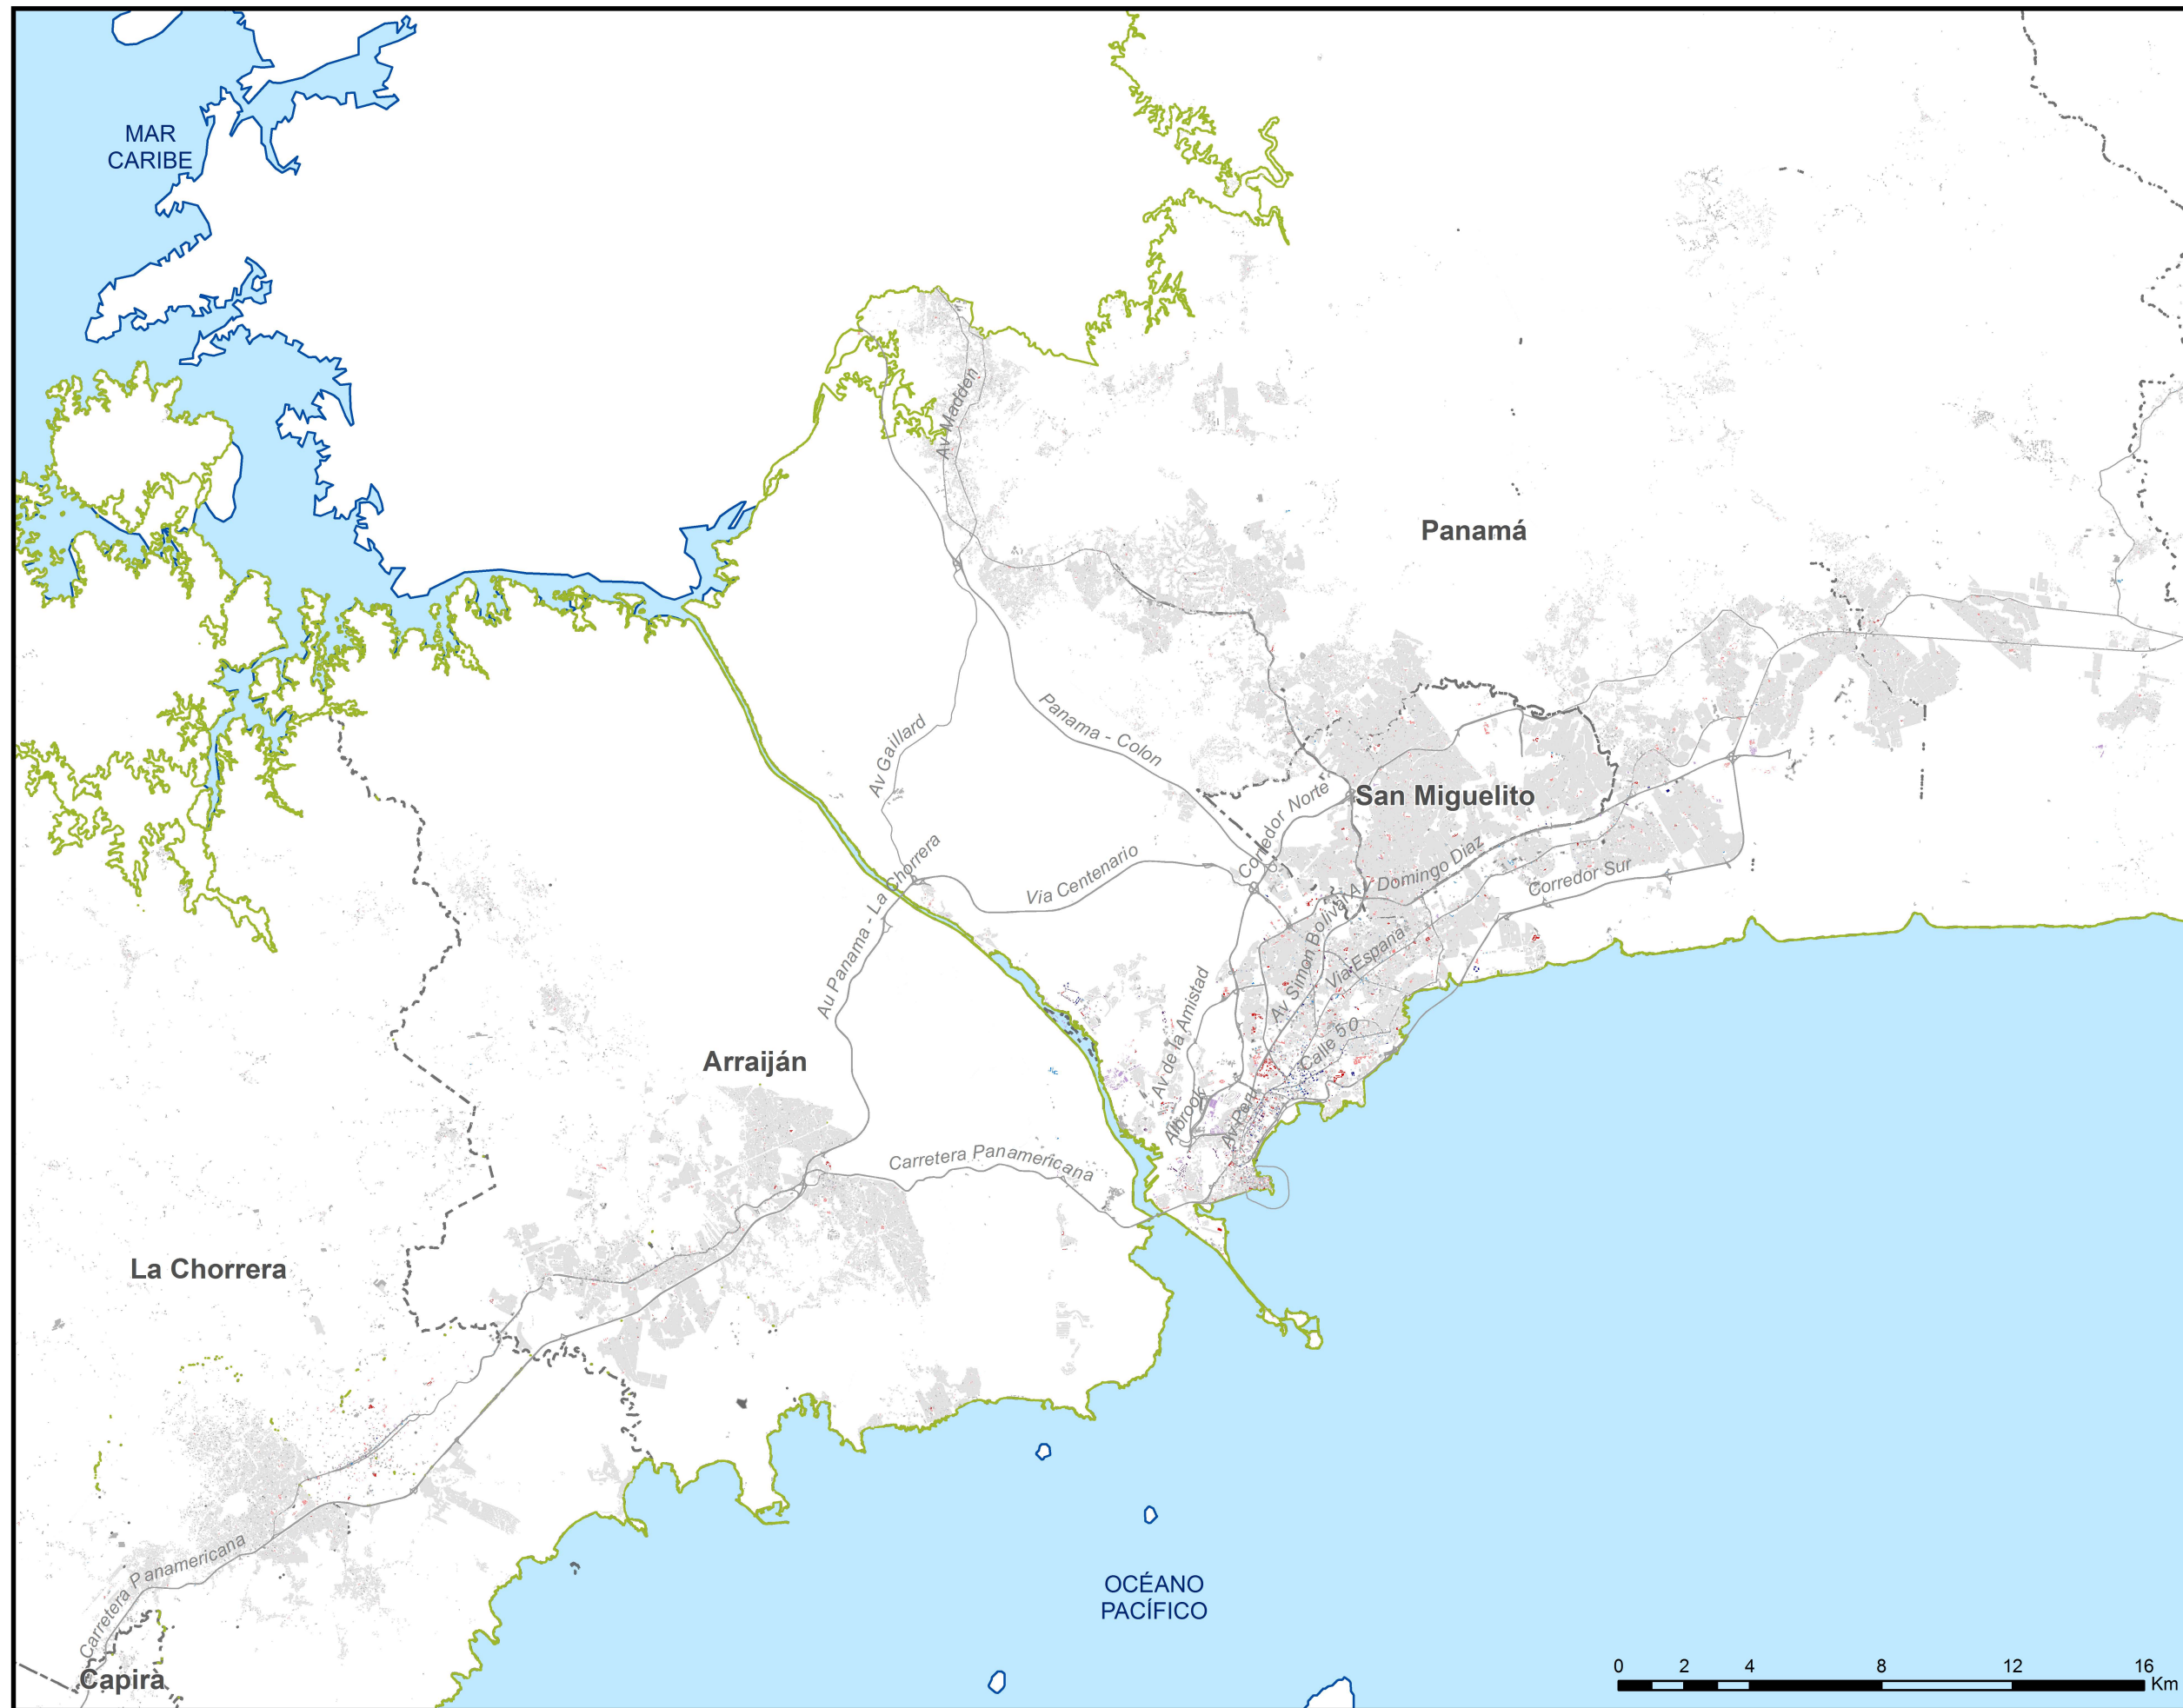 MAR
CARIBE
Av Madden
Panamá
Panama - Colon
Av Gaillard
Corredor Norte
San Miguelito
Via Centenario
Au Panama - La Chorrera
AV Domingo Diaz
Corredor Sur
Av Simon Bolivar
Via Espana
Av de la Amistad
Calle 50
Arraiján
Albrook
Av Peru
Carretera Panamericana
La Chorrera
Carretera Panamericana
OCÉANO
PACÍFICO
Capira
0 2 4 8 12 16
Km